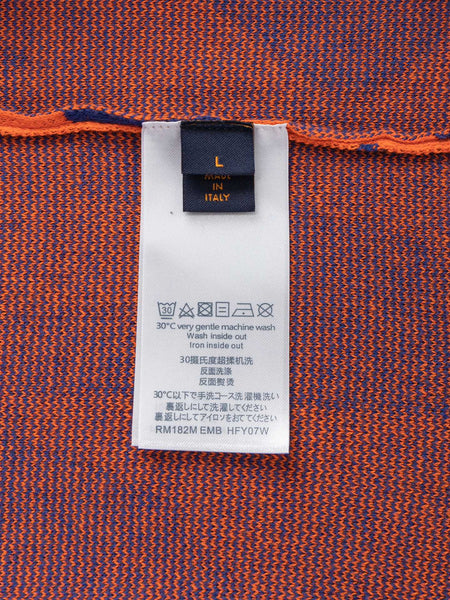 L
MADE
IN
ITALY
30
30°C very gentle machine wash
Wash inside out
Iron inside out
30摄氏度超揉机洗
反面洗涤
反面熨烫
30℃以下で手洗コース洗濯機洗い
裏返しにして洗濯してください
裏返しにしてアイロンをおてください
RM182M EMB HFY07W